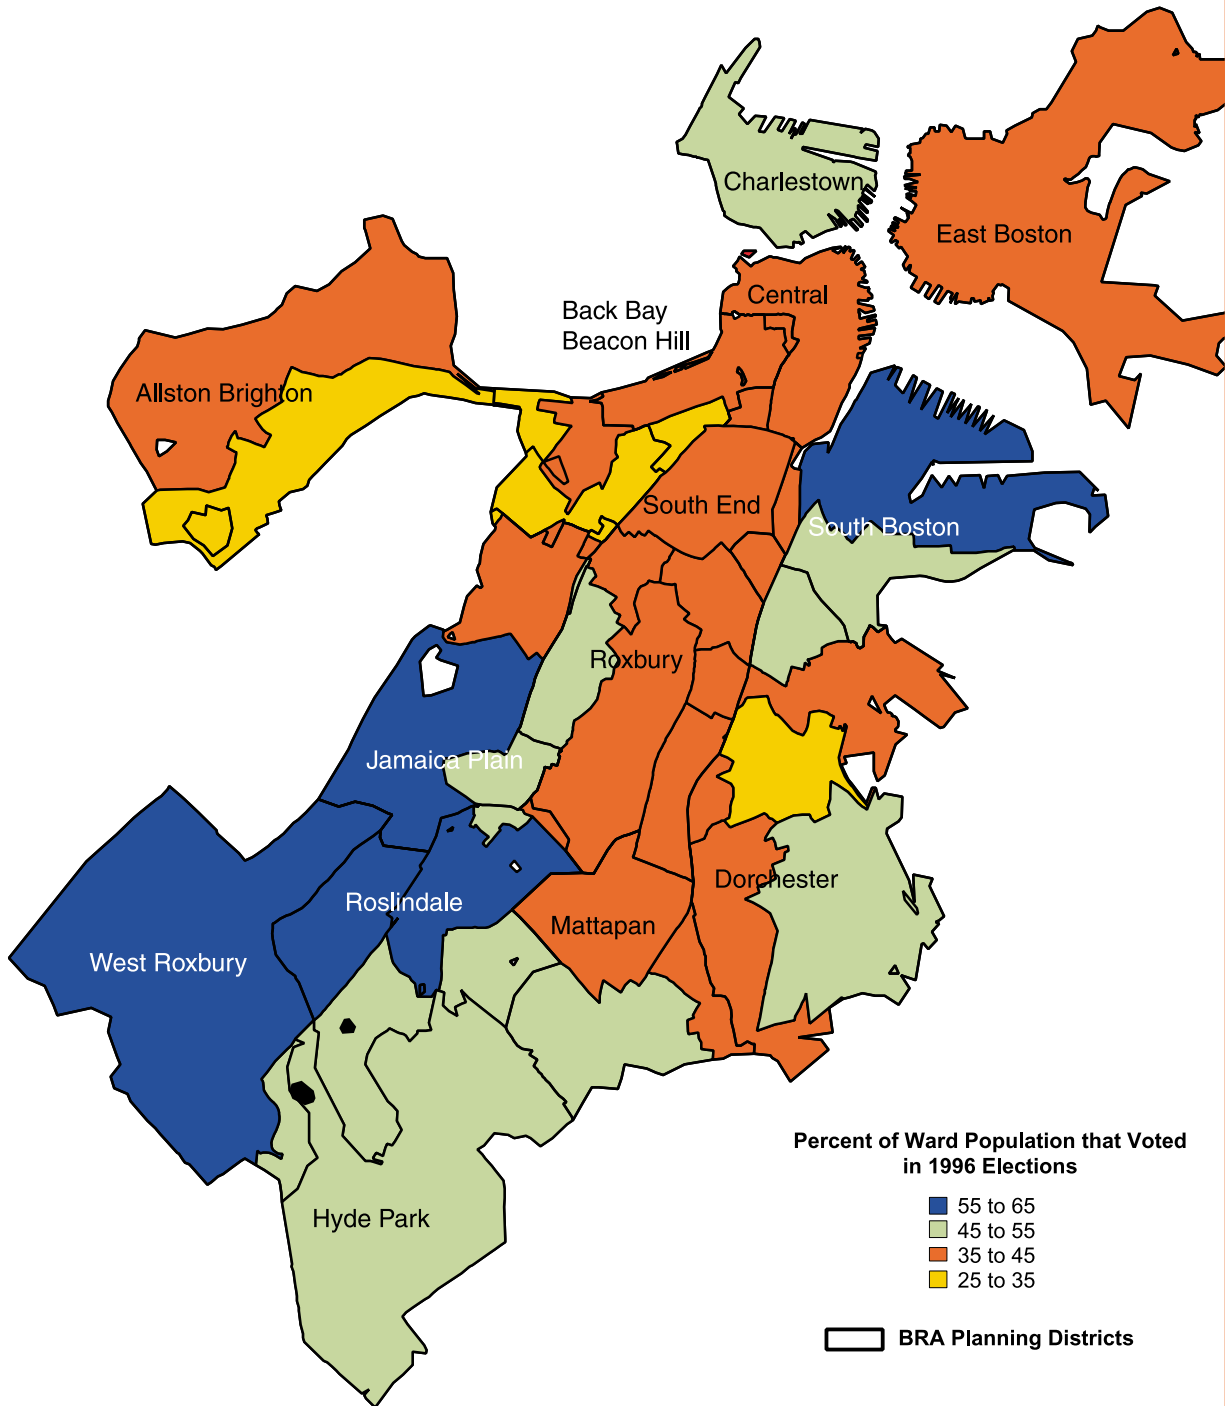 Charlestown
East Boston
Central
Back Bay
Beacon Hill
Allston Brighton
South End
South Boston
Roxbury
Jamaica Plain
Dorchester
Roslindale
Mattapan
West Roxbury
Hyde Park
Percent of Ward Population that Voted
in 1996 Elections
55 to 65
45 to 55
35 to 45
25 to 35
BRA Planning Districts